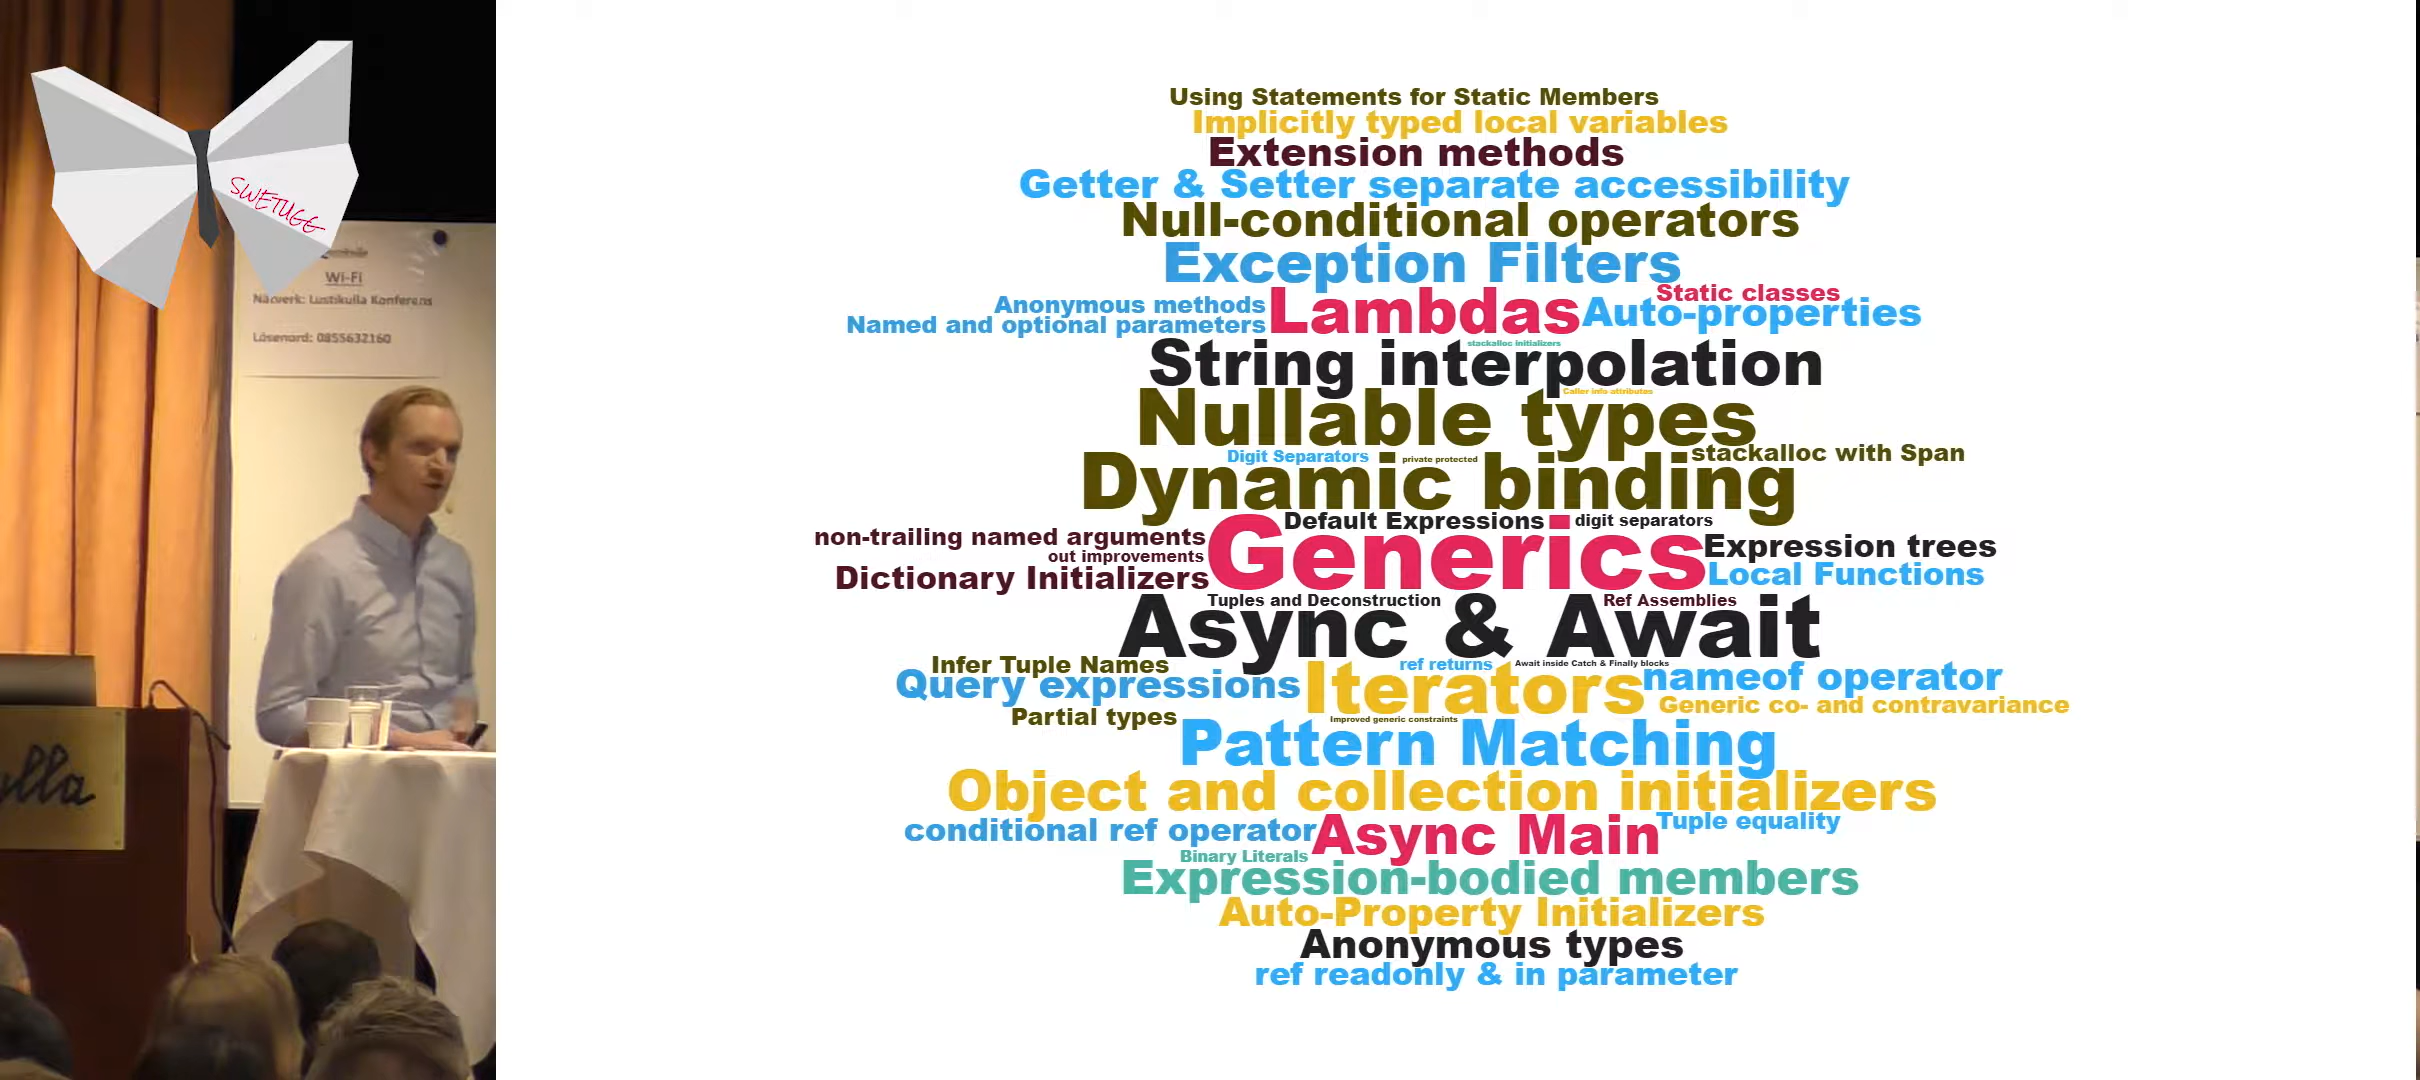 SWETUGG
Wi-Fi
Nätverk: Lustikulla Konferens
Lösenord: 0855632160
ulla
Using Statements for Static Members
Implicitly typed local variables
Extension methods
Getter & Setter separate accessibility
Null-conditional operators
Exception Filters
Static classes
Anonymous methods
Lambdas
Auto-properties
Named and optional parameters
stackalloc initializers
String interpolation
Caller info attributes
Nullable types
stackalloc with Span
Digit Separators
private protected
Dynamic binding
Default Expressions
digit separators
non-trailing named arguments
Generics
Expression trees
out improvements
Dictionary Initializers
Local Functions
Tuples and Deconstruction
Ref Assemblies
Async & Await
Infer Tuple Names
ref returns
Await inside Catch & Finally blocks
Query expressions
Iterators
nameof operator
Generic co- and contravariance
Partial types
Improved generic constraints
Pattern Matching
Object and collection initializers
conditional ref operator
Async Main
Tuple equality
Binary Literals
Expression-bodied members
Auto-Property Initializers
Anonymous types
ref readonly & in parameter